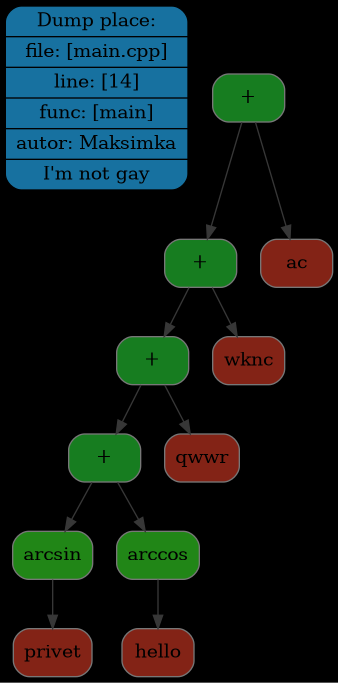 Dump place:
file: [main.cpp]
line: [14]
func: [main]
autor: Maksimka
I'm not gay
+
+
ac
+
wknc
+
qwwr
arcsin
arccos
privet
hello